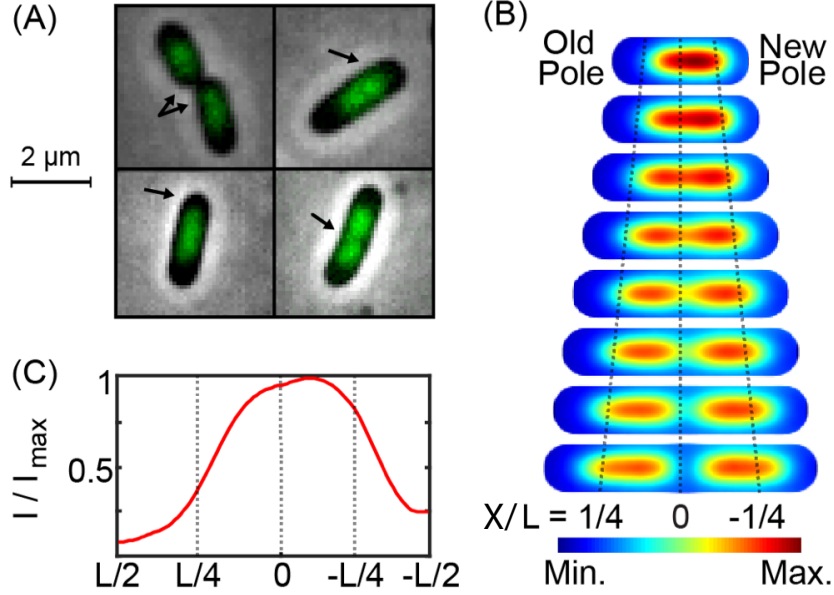 (A)
2 µm
(B)
Old
Pole
New
Pole
X/L = 1/4 0 -1/4
Min. Max.
(C)
I / Imax
1
0.5
L/2 L/4 0 -L/4 -L/2